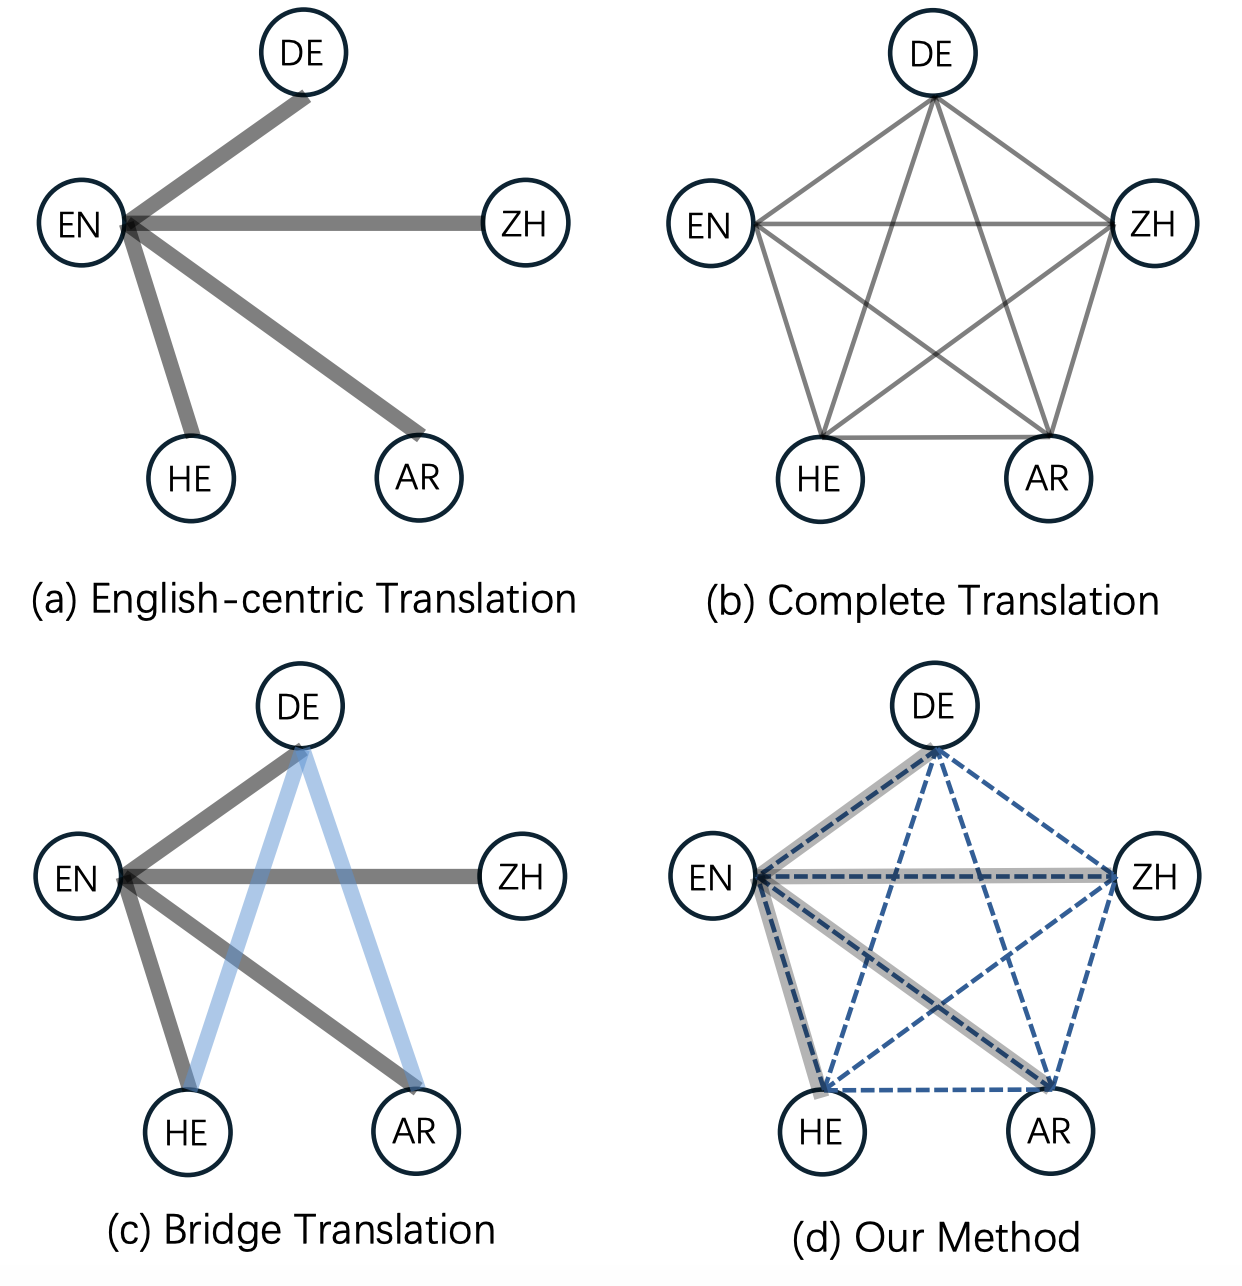 DE
EN
ZH
HE
AR
(a) English-centric Translation
DE
EN
ZH
HE
AR
(b) Complete Translation
DE
EN
ZH
HE
AR
(c) Bridge Translation
DE
EN
ZH
HE
AR
(d) Our Method